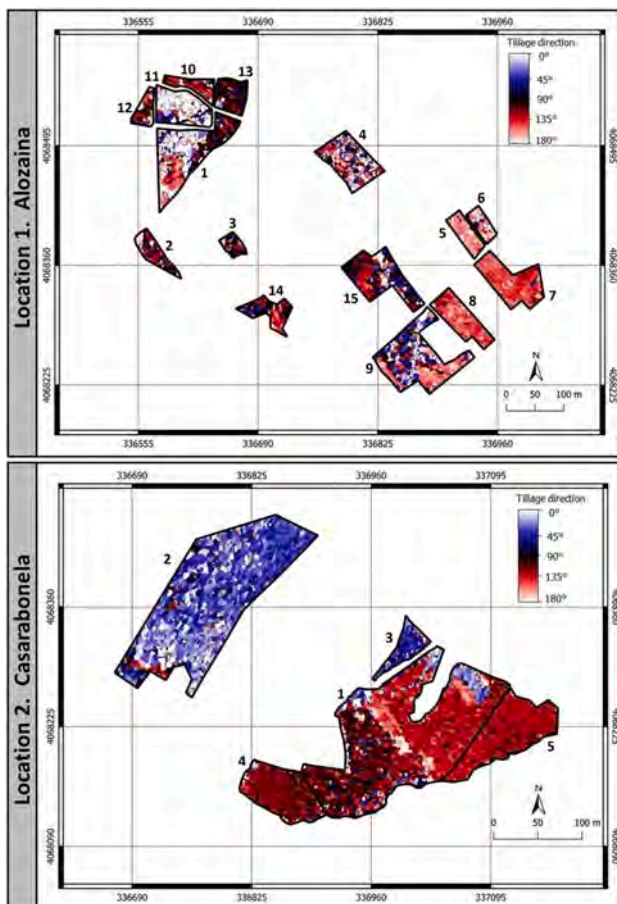 Location 1. Alozaina
336555 336690 336825 336960
Tillage direction
0°
45°
90°
135°
180°
4068495 4068495
4068360 4068360
4068225 4068225
11 10 13
12
1
4
2
3
5
6
7
14
15
8
9
N
0 50 100 m
336555 336690 336825 336960
Location 2. Casarabonela
336690 336825 336960 337095
Tillage direction
0°
45°
90°
135°
180°
4068360 4068360
4068225 4068225
4068090 4068090
2
3
1
4
5
N
0 50 100 m
336690 336825 336960 337095